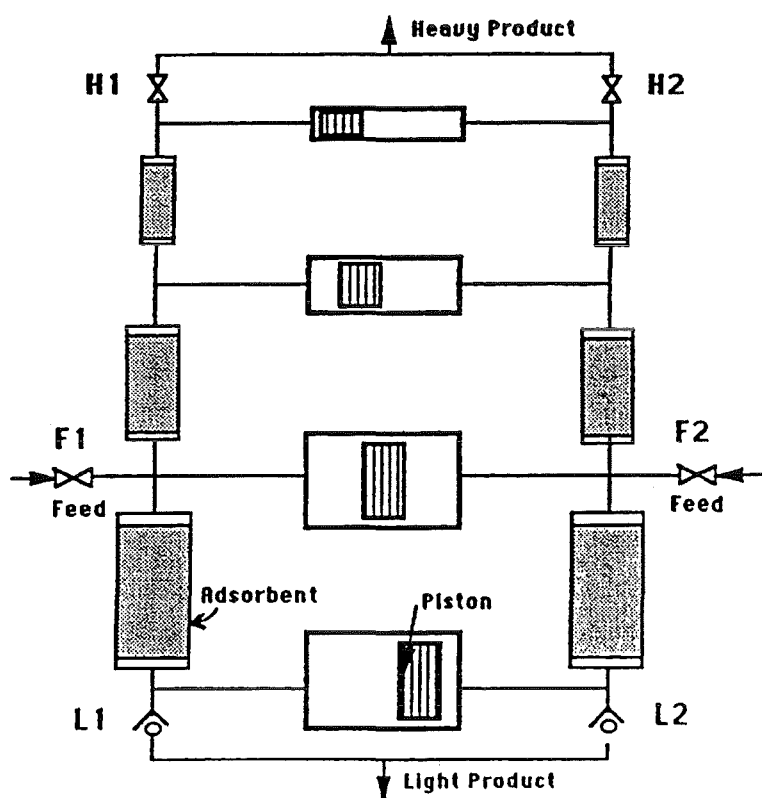 Heavy Product
H1
H2
F1
F2
Feed
Feed
Adsorbent
Piston
L1
L2
Light Product